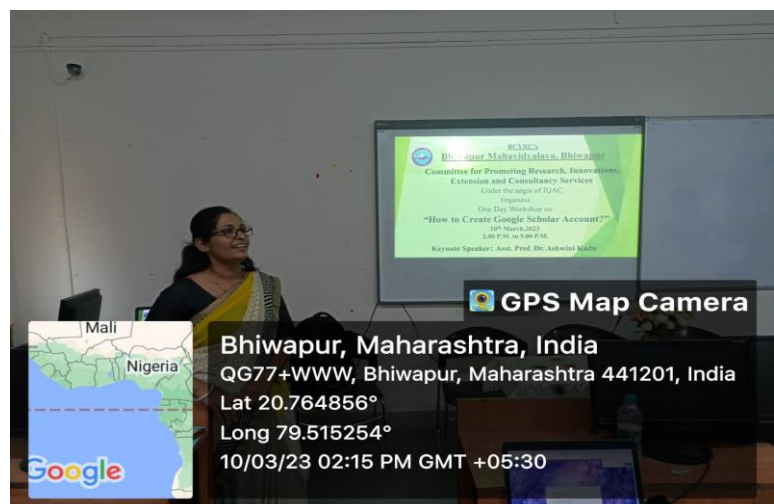 BCYRC's
Bhiwapur Mahavidyalaya, Bhiwapur
Committee for Promoting Research, Innovations,
Extension and Consultancy Services
Under the aegis of IQAC
Organizes
One Day Workshop on
“How to Create Google Scholar Account?”
10th March,2023
2.00 P.M. to 5.00 P.M.
Keynote Speaker: Asst. Prof. Dr. Ashwini Kadu
GPS Map Camera
Mali
Nigeria
Google
Bhiwapur, Maharashtra, India
QG77+WWW, Bhiwapur, Maharashtra 441201, India
Lat 20.764856°
Long 79.515254°
10/03/23 02:15 PM GMT +05:30